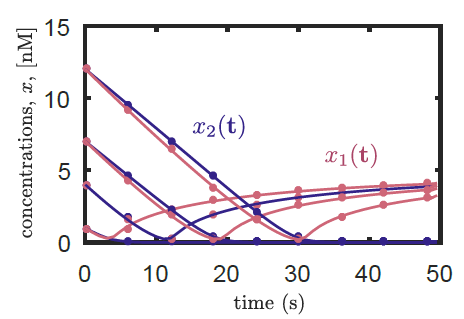 15
10
5
0
0
10
20
30
40
50
concentrations, x, [nM]
x₂(t)
x₁(t)
time (s)